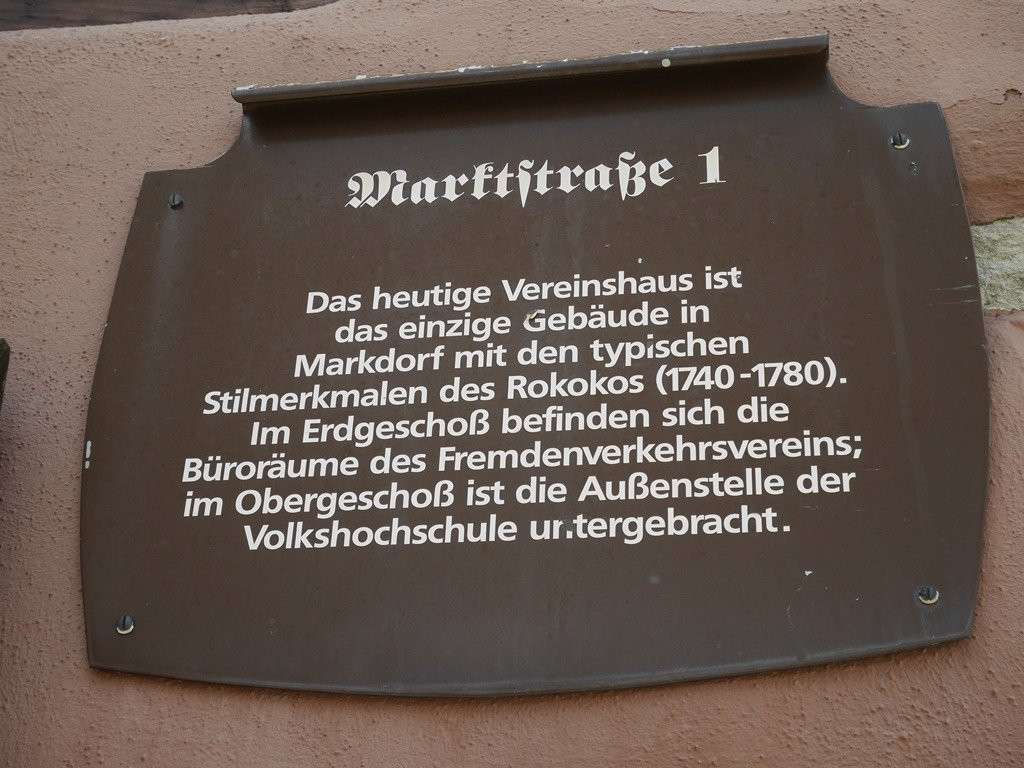 Marktstraße 1
Das heutige Vereinshaus ist
das einzige Gebäude in
Markdorf mit den typischen
Stilmerkmalen des Rokokos (1740-1780).
Im Erdgeschoß befinden sich die
Büroräume des Fremdenverkehrsvereins;
im Obergeschoß ist die Außenstelle der
Volkshochschule untergebracht.